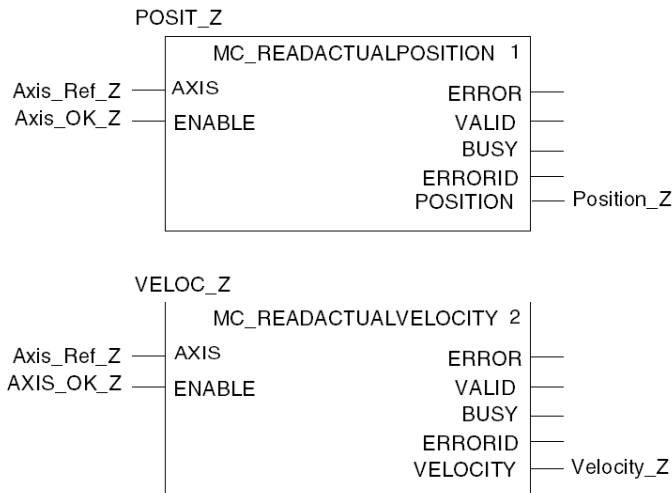 POSIT_Z
MC_READACTUALPOSITION 1
Axis_Ref_Z AXIS
ERROR
Axis_OK_Z ENABLE
VALID
BUSY
ERRORID
POSITION Position_Z
VELOC_Z
MC_READACTUALVELOCITY 2
Axis_Ref_Z AXIS
ERROR
AXIS_OK_Z ENABLE
VALID
BUSY
ERRORID
VELOCITY Velocity_Z